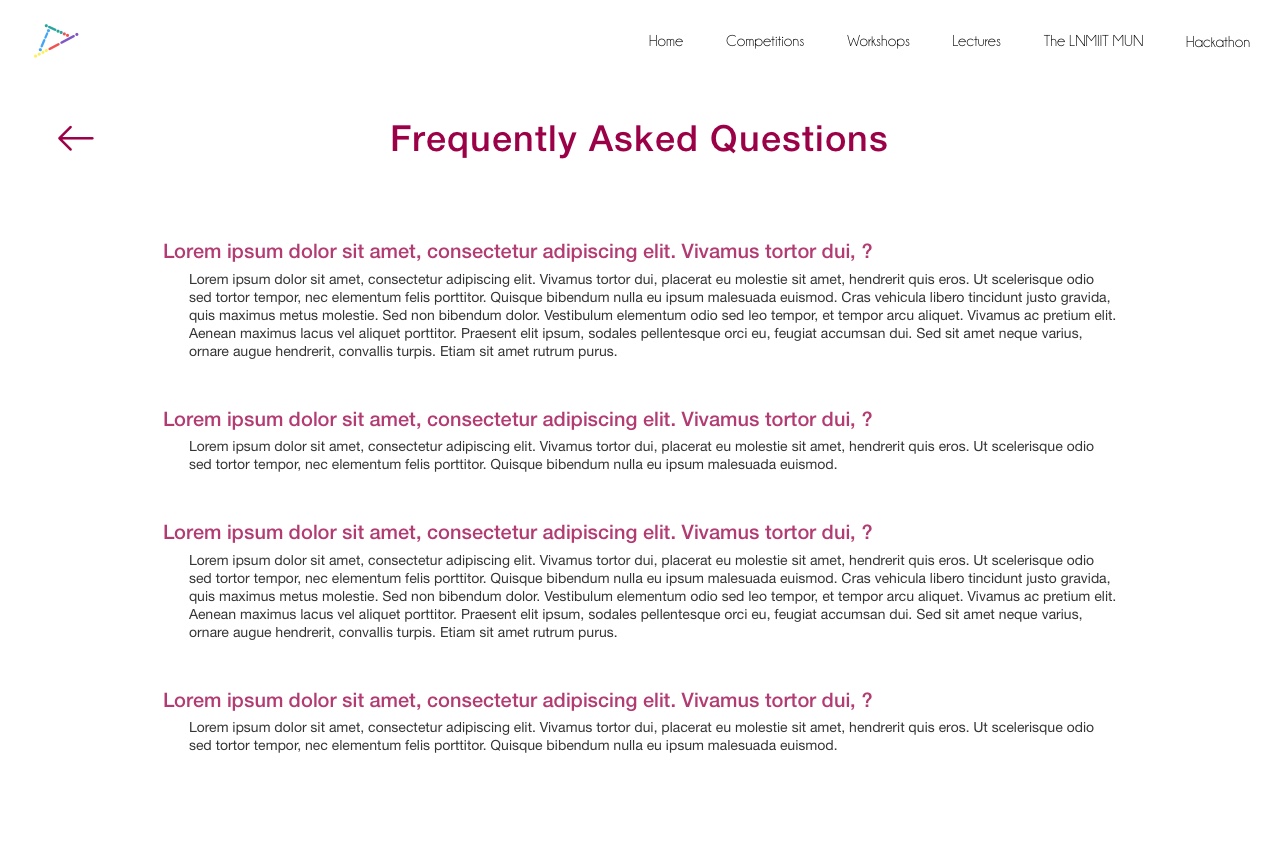 Home Competitions Workshops Lectures The LNMIIT MUN Hackathon
Frequently Asked Questions
Lorem ipsum dolor sit amet, consectetur adipiscing elit. Vivamus tortor dui, ?
Lorem ipsum dolor sit amet, consectetur adipiscing elit. Vivamus tortor dui, placerat eu molestie sit amet, hendrerit quis eros. Ut scelerisque odio
sed tortor tempor, nec elementum felis porttitor. Quisque bibendum nulla eu ipsum malesuada euismod. Cras vehicula libero tincidunt justo gravida,
quis maximus metus molestie. Sed non bibendum dolor. Vestibulum elementum odio sed leo tempor, et tempor arcu aliquet. Vivamus ac pretium elit.
Aenean maximus lacus vel aliquet porttitor. Praesent elit ipsum, sodales pellentesque orci eu, feugiat accumsan dui. Sed sit amet neque varius,
ornare augue hendrerit, convallis turpis. Etiam sit amet rutrum purus.
Lorem ipsum dolor sit amet, consectetur adipiscing elit. Vivamus tortor dui, ?
Lorem ipsum dolor sit amet, consectetur adipiscing elit. Vivamus tortor dui, placerat eu molestie sit amet, hendrerit quis eros. Ut scelerisque odio
sed tortor tempor, nec elementum felis porttitor. Quisque bibendum nulla eu ipsum malesuada euismod.
Lorem ipsum dolor sit amet, consectetur adipiscing elit. Vivamus tortor dui, ?
Lorem ipsum dolor sit amet, consectetur adipiscing elit. Vivamus tortor dui, placerat eu molestie sit amet, hendrerit quis eros. Ut scelerisque odio
sed tortor tempor, nec elementum felis porttitor. Quisque bibendum nulla eu ipsum malesuada euismod. Cras vehicula libero tincidunt justo gravida,
quis maximus metus molestie. Sed non bibendum dolor. Vestibulum elementum odio sed leo tempor, et tempor arcu aliquet. Vivamus ac pretium elit.
Aenean maximus lacus vel aliquet porttitor. Praesent elit ipsum, sodales pellentesque orci eu, feugiat accumsan dui. Sed sit amet neque varius,
ornare augue hendrerit, convallis turpis. Etiam sit amet rutrum purus.
Lorem ipsum dolor sit amet, consectetur adipiscing elit. Vivamus tortor dui, ?
Lorem ipsum dolor sit amet, consectetur adipiscing elit. Vivamus tortor dui, placerat eu molestie sit amet, hendrerit quis eros. Ut scelerisque odio
sed tortor tempor, nec elementum felis porttitor. Quisque bibendum nulla eu ipsum malesuada euismod.